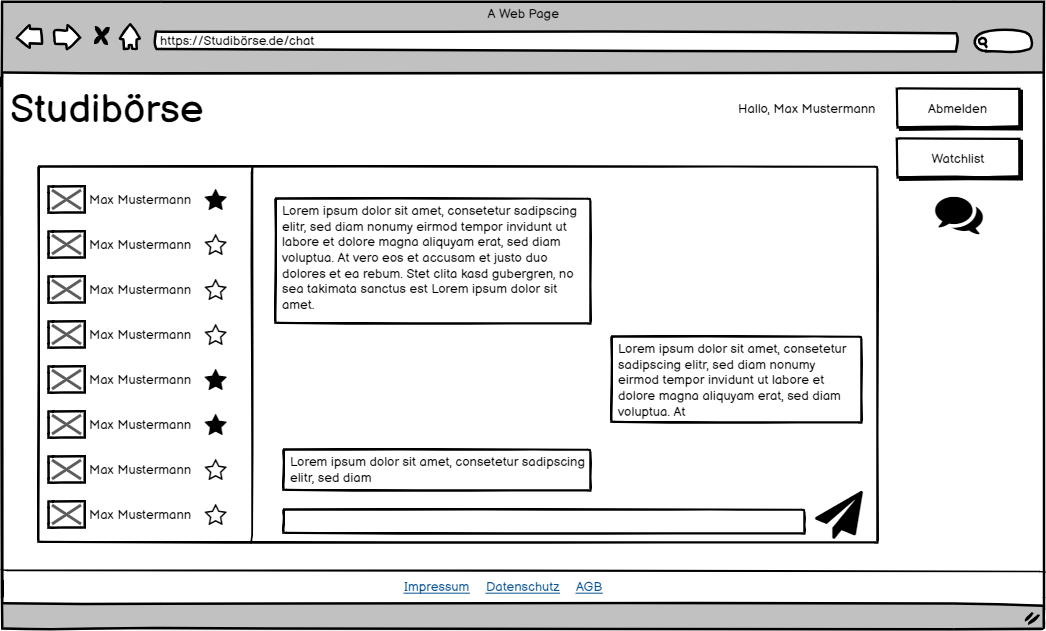 A Web Page
https://Studibörse.de/chat
Studibörse
Hallo, Max Mustermann
Abmelden
Watchlist
Max Mustermann
Max Mustermann
Max Mustermann
Max Mustermann
Max Mustermann
Max Mustermann
Max Mustermann
Max Mustermann
Lorem ipsum dolor sit amet, consetetur sadipscing
elitr, sed diam nonumy eirmod tempor invidunt ut
labore et dolore magna aliquyam erat, sed diam
voluptua. At vero eos et accusam et justo duo
dolores et ea rebum. Stet clita kasd gubergren, no
sea takimata sanctus est Lorem ipsum dolor sit
amet.
Lorem ipsum dolor sit amet, consetetur
sadipscing elitr, sed diam nonumy
eirmod tempor invidunt ut labore et
dolore magna aliquyam erat, sed diam
voluptua. At
Lorem ipsum dolor sit amet, consetetur sadipscing
elitr, sed diam
Impressum Datenschutz AGB